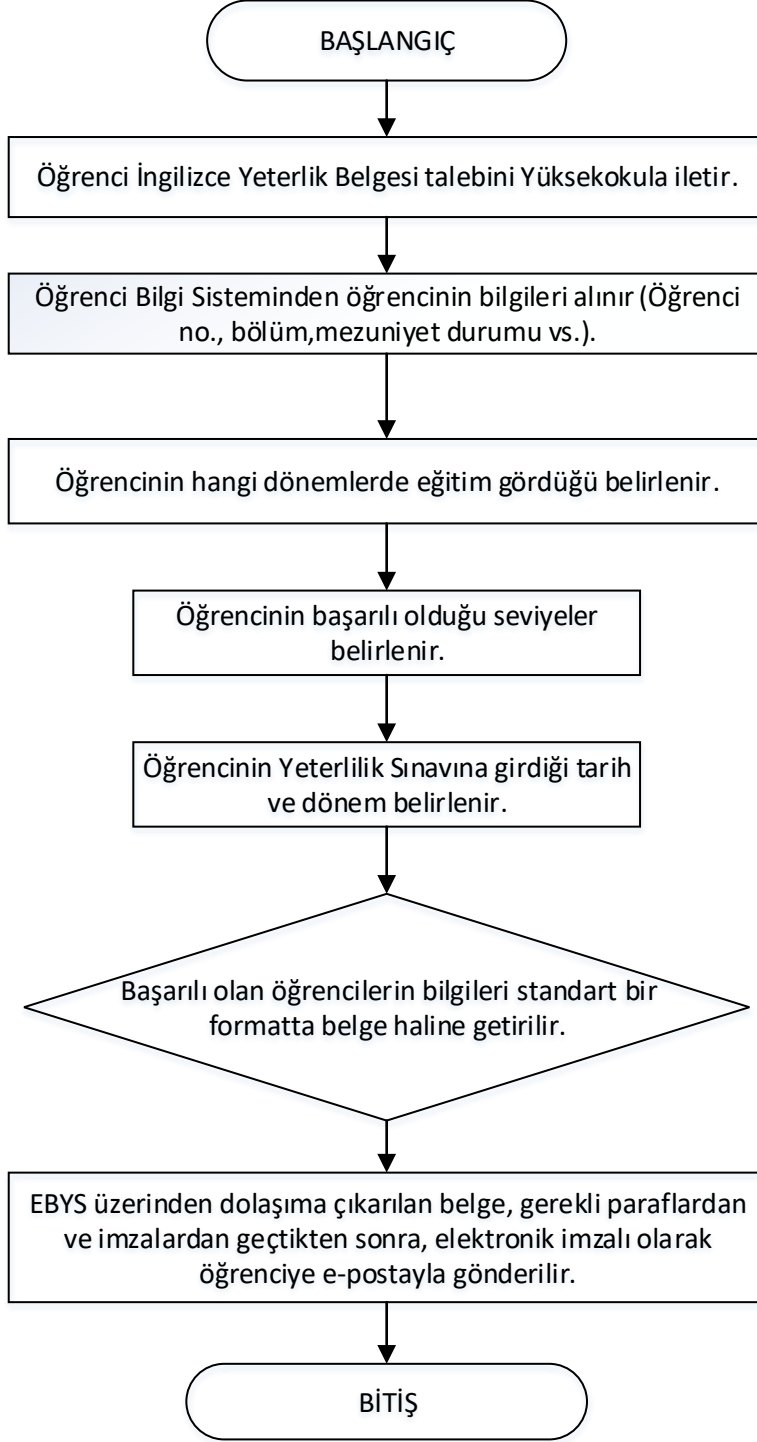 BAŞLANGIÇ
Öğrenci İngilizce Yeterlik Belgesi talebini Yüksekokula iletir.
Öğrenci Bilgi Sisteminden öğrencinin bilgileri alınır (Öğrenci
no., bölüm,mezuniyet durumu vs.).
Öğrencinin hangi dönemlerde eğitim gördüğü belirlenir.
Öğrencinin başarılı olduğu seviyeler
belirlenir.
Öğrencinin Yeterlilik Sınavına girdiği tarih
ve dönem belirlenir.
Başarılı olan öğrencilerin bilgileri standart bir
formatta belge haline getirilir.
EBYS üzerinden dolaşıma çıkarılan belge, gerekli paraflardan
ve imzalardan geçtikten sonra, elektronik imzalı olarak
öğrenciye e-postayla gönderilir.
BİTİŞ